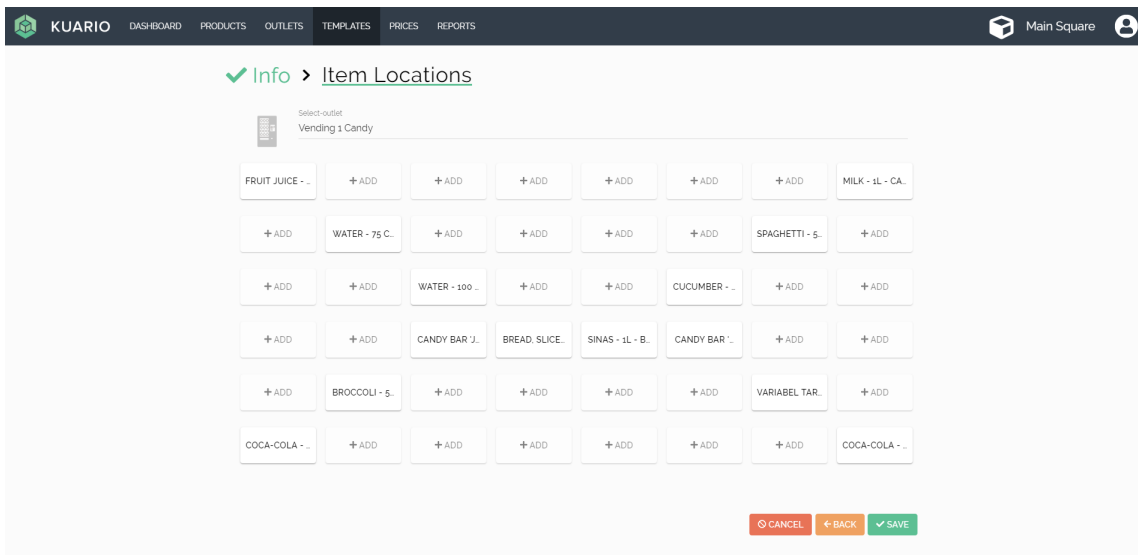 KUARIO DASHBOARD PRODUCTS OUTLETS TEMPLATES PRICES REPORTS Main Square
Info > Item Locations
Select-outlet
Vending 1 Candy
FRUIT JUICE - ... + ADD + ADD + ADD + ADD + ADD + ADD MILK - 1L - CA...
+ ADD WATER - 75 C... + ADD + ADD + ADD + ADD SPAGHETTI - 5... + ADD
+ ADD + ADD WATER - 100 ... + ADD + ADD CUCUMBER - ... + ADD + ADD
+ ADD + ADD CANDY BAR 'J... BREAD, SLICE... SINAS - 1L - B... CANDY BAR '... + ADD + ADD
+ ADD BROCCOLI - 5... + ADD + ADD + ADD + ADD VARIABEL TAR... + ADD
COCA-COLA - ... + ADD + ADD + ADD + ADD + ADD + ADD COCA-COLA - ...
CANCEL BACK SAVE